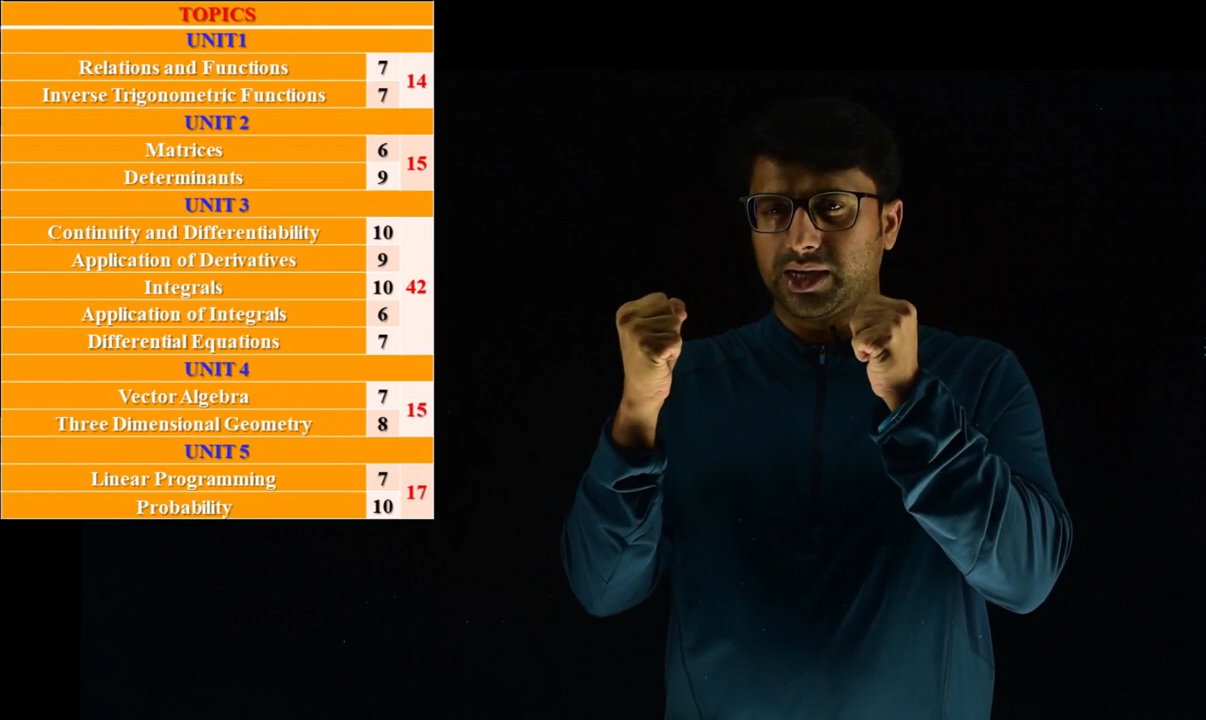 TOPICS
UNIT1
Relations and Functions 7
14
Inverse Trigonometric Functions 7
UNIT 2
Matrices 6
15
Determinants 9
UNIT 3
Continuity and Differentiability 10
Application of Derivatives 9
Integrals 10 42
Application of Integrals 6
Differential Equations 7
UNIT 4
Vector Algebra 7
15
Three Dimensional Geometry 8
UNIT 5
Linear Programming 7
17
Probability 10